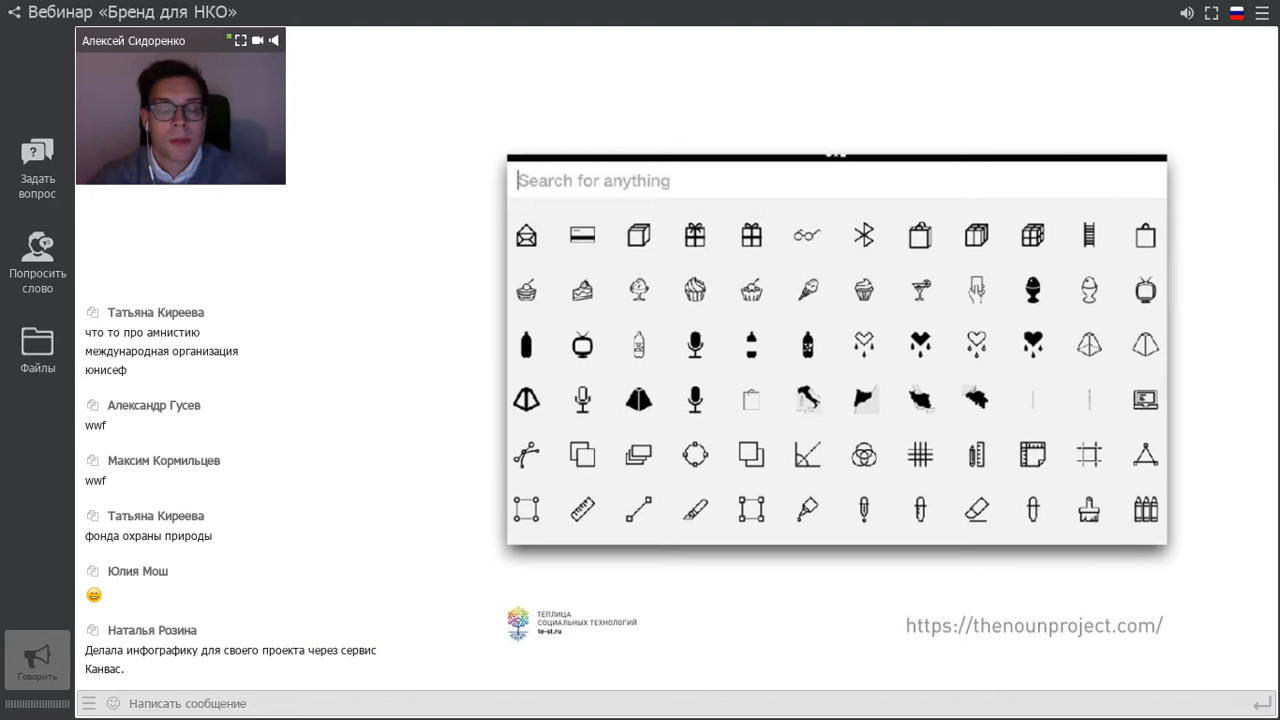 Вебинар «Бренд для НКО»
Алексей Сидоренко
Задать
вопрос
Попросить
слово
Файлы
Говорить
Татьяна Киреева
что то про амнистию
международная организация
юнисеф
Александр Гусев
wwf
Максим Кормильцев
wwf
Татьяна Киреева
фонда охраны природы
Юлия Мош
Наталья Розина
Делала инфографику для своего проекта через сервис
Канвас.
Написать сообщение
Search for anything
ТЕПЛИЦА
СОЦИАЛЬНЫХ ТЕХНОЛОГИЙ
te-st.ru
https://thenounproject.com/